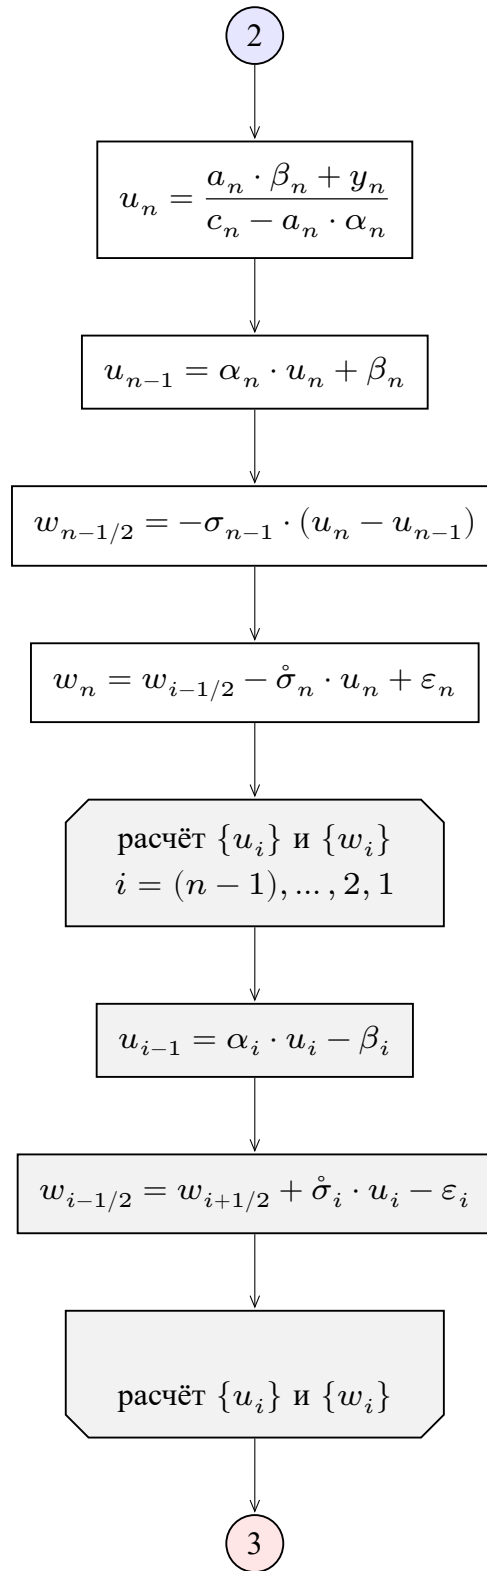 2
u_n = \frac{a_n · β_n + y_n}{c_n − a_n · α_n}
u_{n−1} = α_n · u_n + β_n
w_{n−1/2} = −σ_{n−1} · (u_n − u_{n−1})
w_n = w_{i−1/2} − σ̊_n · u_n + ε_n
расчёт {u_i} и {w_i}
i = (n − 1), … , 2, 1
u_{i−1} = α_i · u_i − β_i
w_{i−1/2} = w_{i+1/2} + σ̊_i · u_i − ε_i
расчёт {u_i} и {w_i}
3